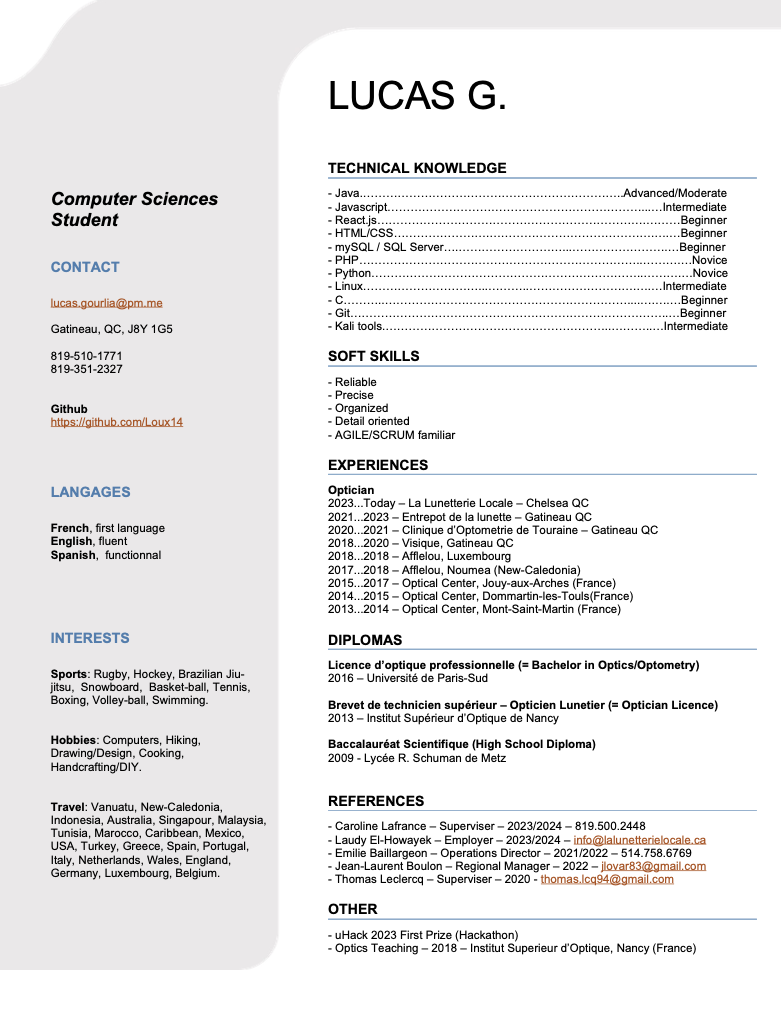 LUCAS G.
Computer Sciences
Student
CONTACT
lucas.gourlia@pm.me
Gatineau, QC, J8Y 1G5
819-510-1771
819-351-2327
Github
https://github.com/Loux14
LANGAGES
French, first language
English, fluent
Spanish,  functionnal
INTERESTS
Sports: Rugby, Hockey, Brazilian Jiu-
jitsu,  Snowboard,  Basket-ball, Tennis,
Boxing, Volley-ball, Swimming.
Hobbies: Computers, Hiking,
Drawing/Design, Cooking,
Handcrafting/DIY.
Travel: Vanuatu, New-Caledonia,
Indonesia, Australia, Singapour, Malaysia,
Tunisia, Marocco, Caribbean, Mexico,
USA, Turkey, Greece, Spain, Portugal,
Italy, Netherlands, Wales, England,
Germany, Luxembourg, Belgium.
TECHNICAL KNOWLEDGE
- Java……………………………………………………………..Advanced/Moderate
- Javascript…………………………………………………………...…Intermediate
- React.js……………………………………………………………..…….…Beginner
- HTML/CSS………………………………………………………………..…Beginner
- mySQL / SQL Server…..……………………...……………………….…Beginner
- PHP……………………………………………………………..………………Novice
- Python…………………..……………...…………………………..…………Novice
- Linux……………………..…………...……………………………..…Intermediate
- C………...………………..…………………………………...……….…Beginner
- Git…………………………………………………………………………..…Beginner
- Kali tools.…………………………………………………..………..…Intermediate
SOFT SKILLS
- Reliable
- Precise
- Organized
- Detail oriented
- AGILE/SCRUM familiar
EXPERIENCES
Optician
2023...Today – La Lunetterie Locale – Chelsea QC
2021...2023 – Entrepot de la lunette – Gatineau QC
2020...2021 – Clinique d’Optometrie de Touraine – Gatineau QC
2018...2020 – Visique, Gatineau QC
2018...2018 – Afflelou, Luxembourg
2017...2018 – Afflelou, Noumea (New-Caledonia)
2015...2017 – Optical Center, Jouy-aux-Arches (France)
2014...2015 – Optical Center, Dommartin-les-Touls(France)
2013...2014 – Optical Center, Mont-Saint-Martin (France)
DIPLOMAS
Licence d’optique professionnelle (= Bachelor in Optics/Optometry)
2016 – Université de Paris-Sud
Brevet de technicien supérieur – Opticien Lunetier (= Optician Licence)
2013 – Institut Supérieur d’Optique de Nancy
Baccalauréat Scientifique (High School Diploma)
2009 - Lycée R. Schuman de Metz
REFERENCES
- Caroline Lafrance – Superviser – 2023/2024 – 819.500.2448
- Laudy El-Howayek – Employer – 2023/2024 – info@lalunetterielocale.ca
- Emilie Baillargeon – Operations Director – 2021/2022 – 514.758.6769
- Jean-Laurent Boulon – Regional Manager – 2022 – jlovar83@gmail.com
- Thomas Leclercq – Superviser – 2020 - thomas.lcq94@gmail.com
OTHER
- uHack 2023 First Prize (Hackathon)
- Optics Teaching – 2018 – Institut Superieur d’Optique, Nancy (France)